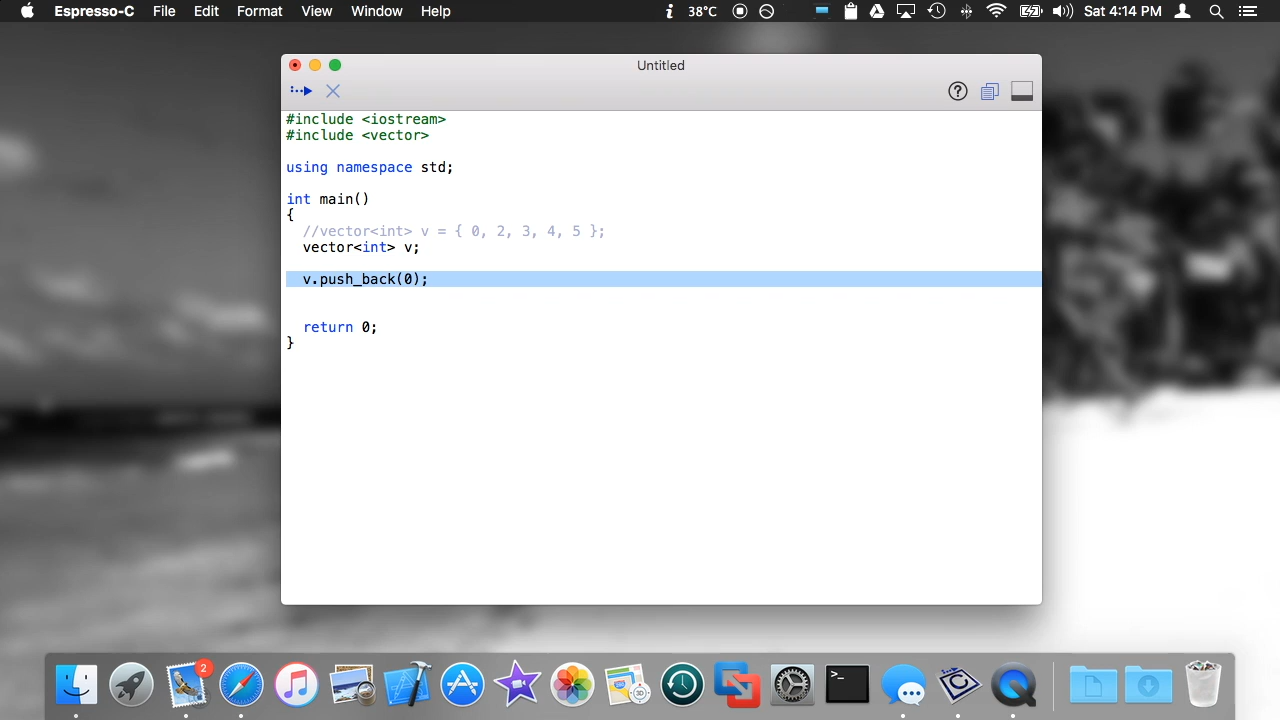 Espresso-C File Edit Format View Window Help 38°C Sat 4:14 PM
Untitled
#include <iostream>
#include <vector>
using namespace std;
int main()
{
//vector<int> v = { 0, 2, 3, 4, 5 };
vector<int> v;
v.push_back(0);
return 0;
}
2
3D
>_
C